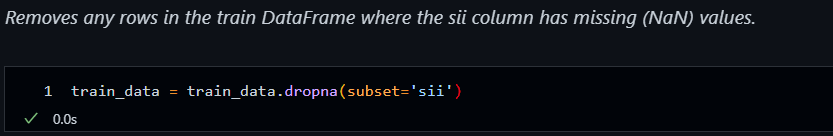 Removes any rows in the train DataFrame where the sii column has missing (NaN) values.
1 train_data = train_data.dropna(subset='sii')
✓ 0.0s